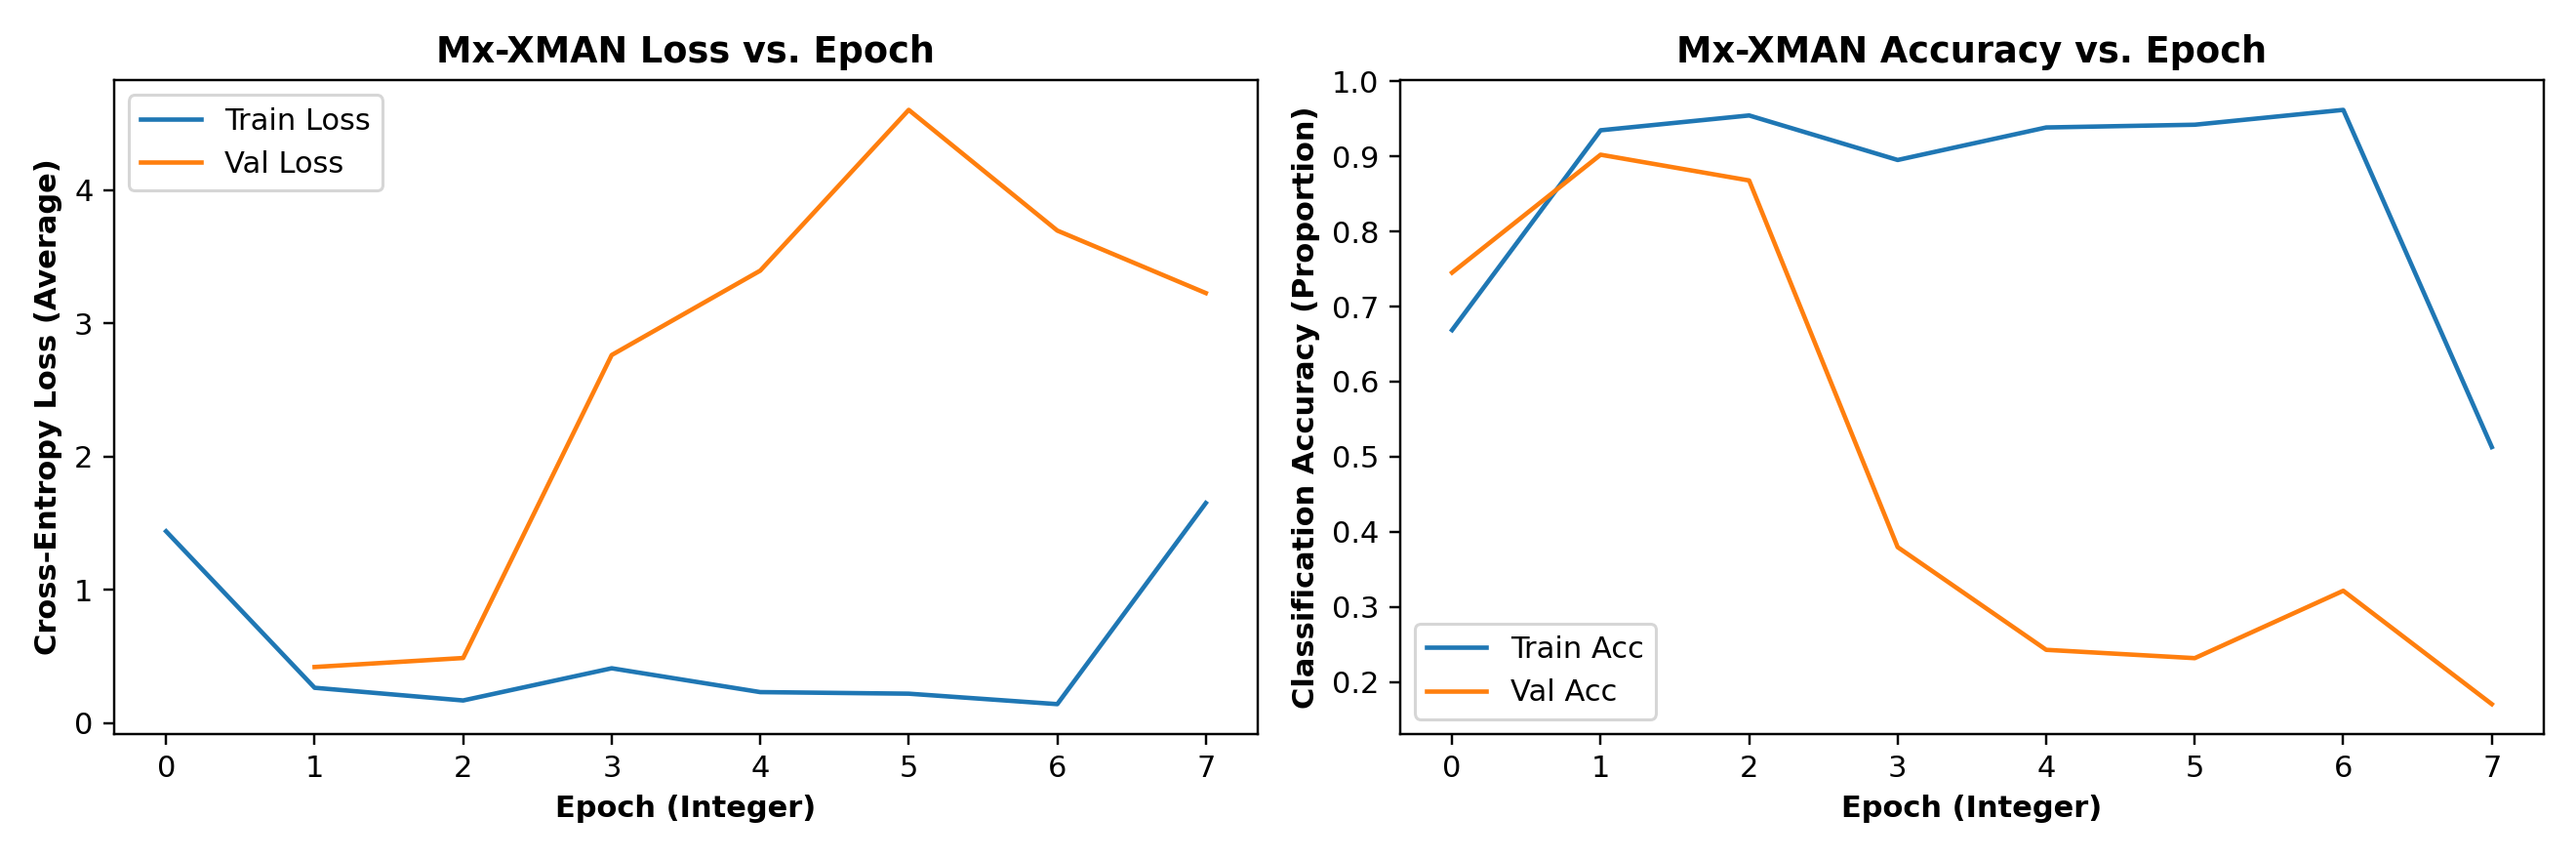 Mx-XMAN Loss vs. Epoch
Train Loss
Val Loss
Cross-Entropy Loss (Average)
4
3
2
1
0
0 1 2 3 4 5 6 7
Epoch (Integer)
Mx-XMAN Accuracy vs. Epoch
Classification Accuracy (Proportion)
1.0
0.9
0.8
0.7
0.6
0.5
0.4
0.3
0.2
Train Acc
Val Acc
0 1 2 3 4 5 6 7
Epoch (Integer)